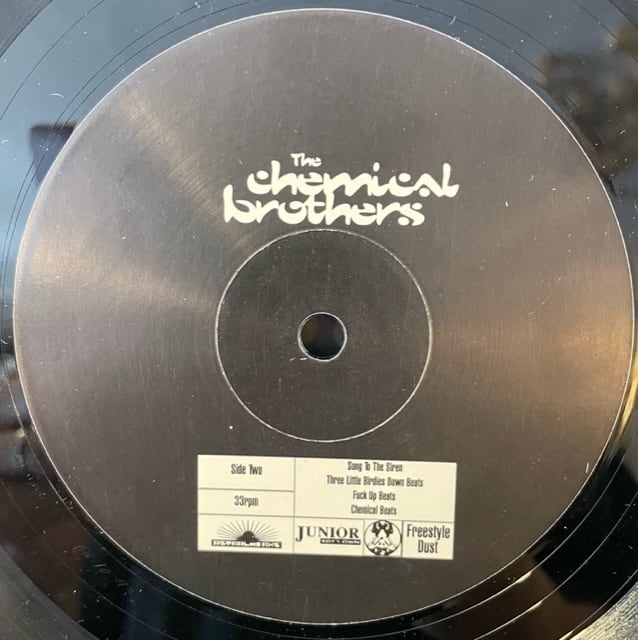 The
chemical
brothers
Side Two
33rpm
Song To The Siren
Three Little Birdies Down Beats
Fuck Up Beats
Chemical Beats
JUNIOR
Freestyle
Dust